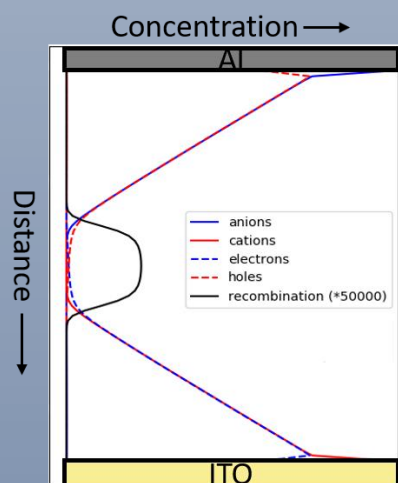 Concentration
Al
Distance
anions
cations
electrons
holes
recombination (*50000)
ITO